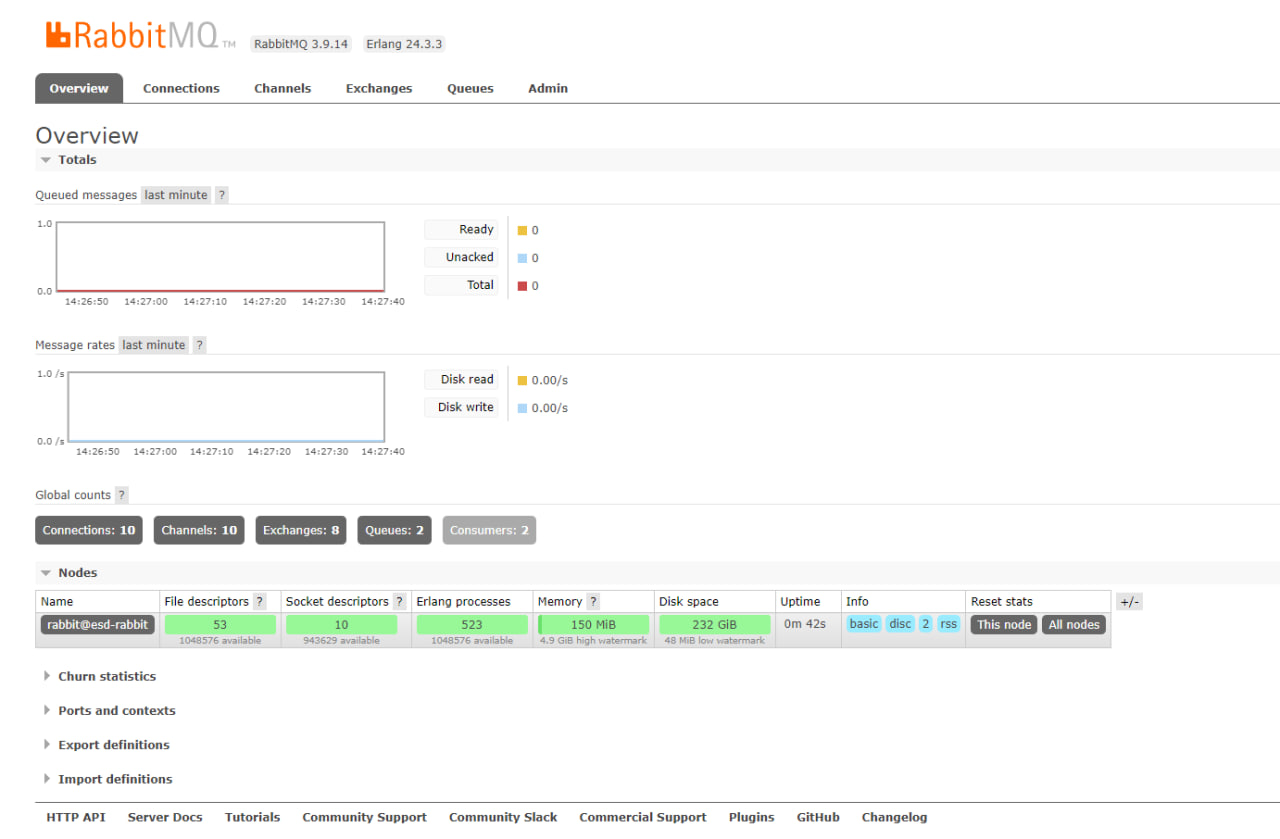 RabbitMQ TM RabbitMQ 3.9.14 Erlang 24.3.3
Overview Connections Channels Exchanges Queues Admin
Overview
Totals
Queued messages last minute ?
1.0
0.0
14:26:50 14:27:00 14:27:10 14:27:20 14:27:30 14:27:40
Ready 0
Unacked 0
Total 0
Message rates last minute ?
1.0 /s
0.0 /s
14:26:50 14:27:00 14:27:10 14:27:20 14:27:30 14:27:40
Disk read 0.00/s
Disk write 0.00/s
Global counts ?
Connections: 10 Channels: 10 Exchanges: 8 Queues: 2 Consumers: 2
Nodes
Name File descriptors ? Socket descriptors ? Erlang processes Memory ? Disk space Uptime Info Reset stats +/-
rabbit@esd-rabbit 53 10 523 150 MiB 232 GiB 0m 42s basic disc 2 rss This node All nodes
1048576 available 943629 available 1048576 available 4.9 GiB high watermark 48 MiB low watermark
Churn statistics
Ports and contexts
Export definitions
Import definitions
HTTP API Server Docs Tutorials Community Support Community Slack Commercial Support Plugins GitHub Changelog